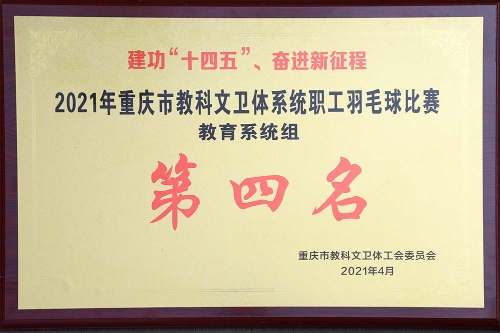 建功“十四五”、奋进新征程
2021年重庆市教科文卫体系统职工羽毛球比赛
教育系统组
第四名
重庆市教科文卫体工会委员会
2021年4月